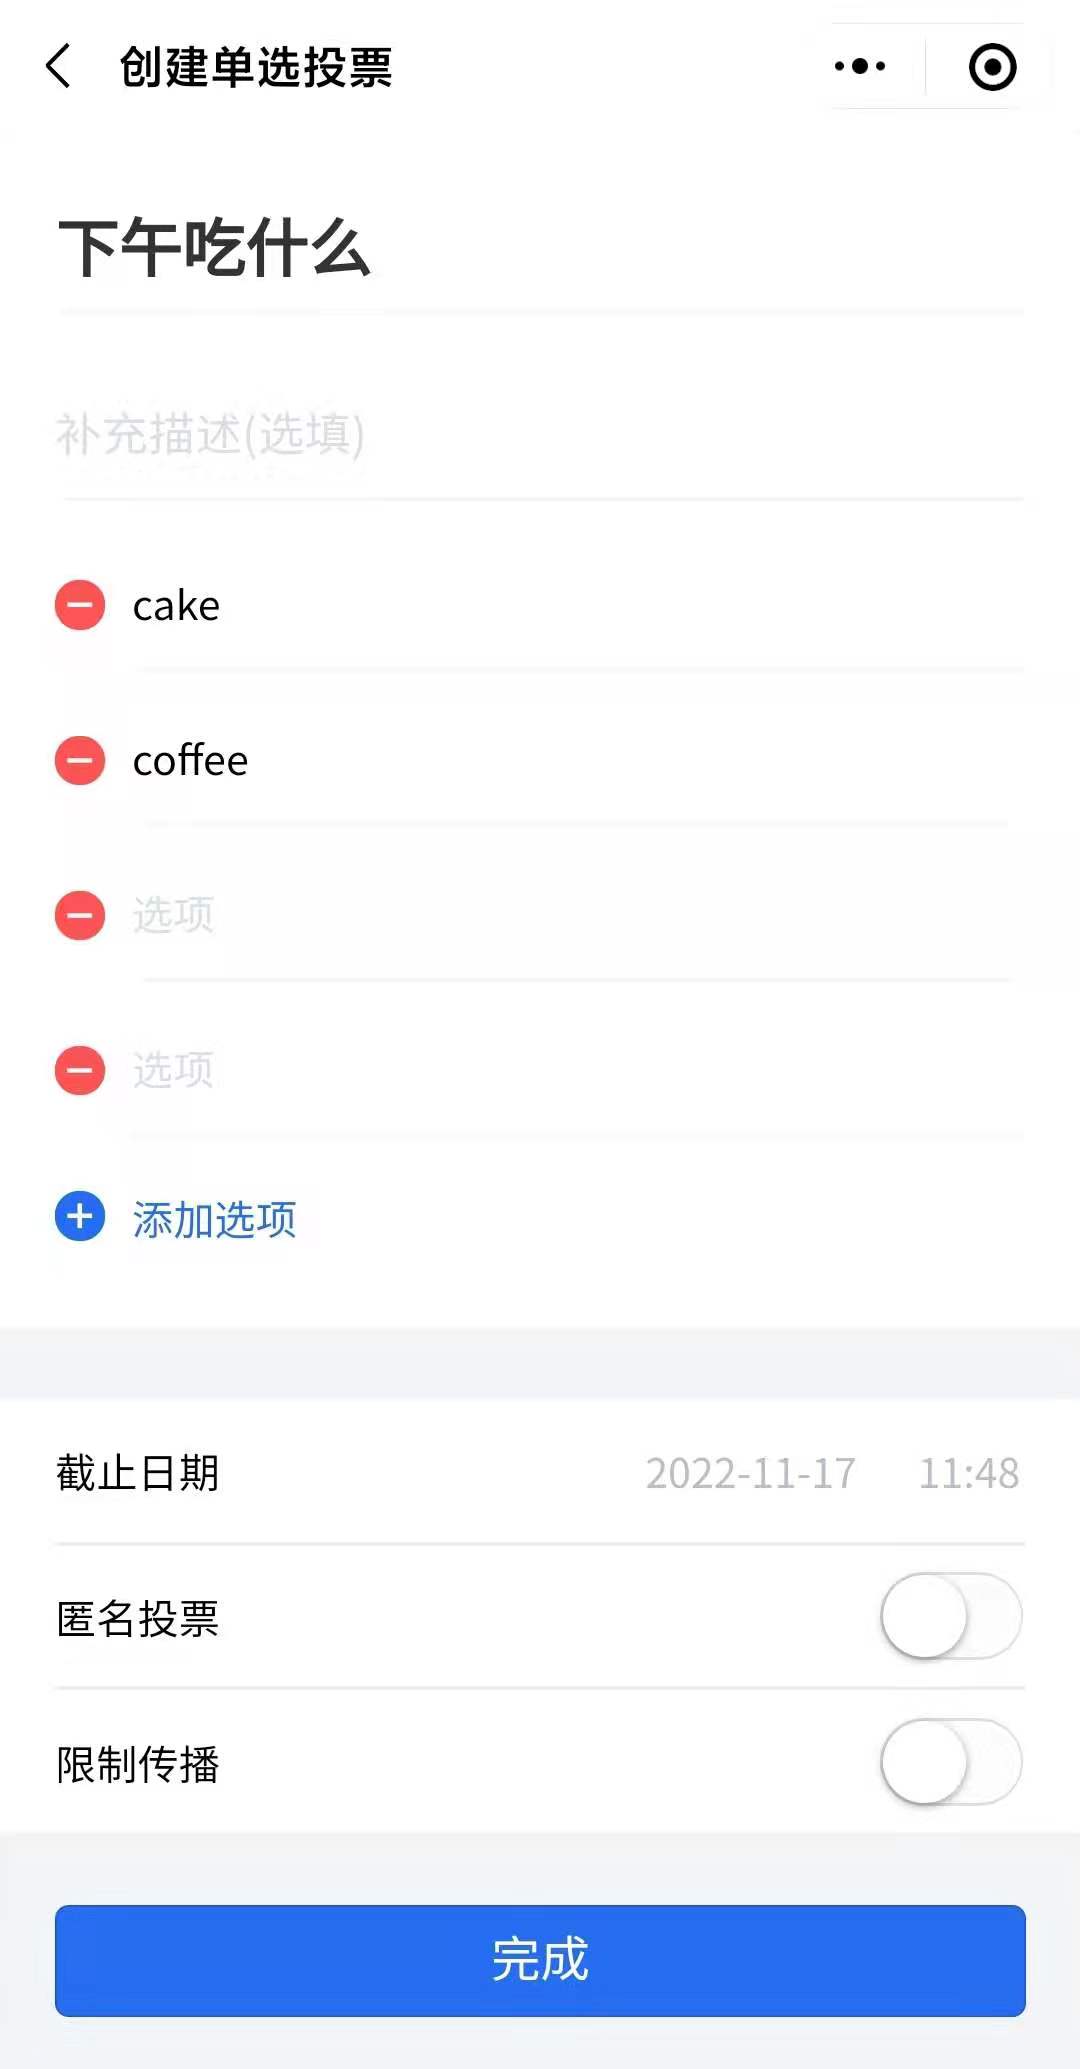 创建单选投票
下午吃什么
补充描述(选填)
cake
coffee
选项
选项
添加选项
截止日期 2022-11-17 11:48
匿名投票
限制传播
完成